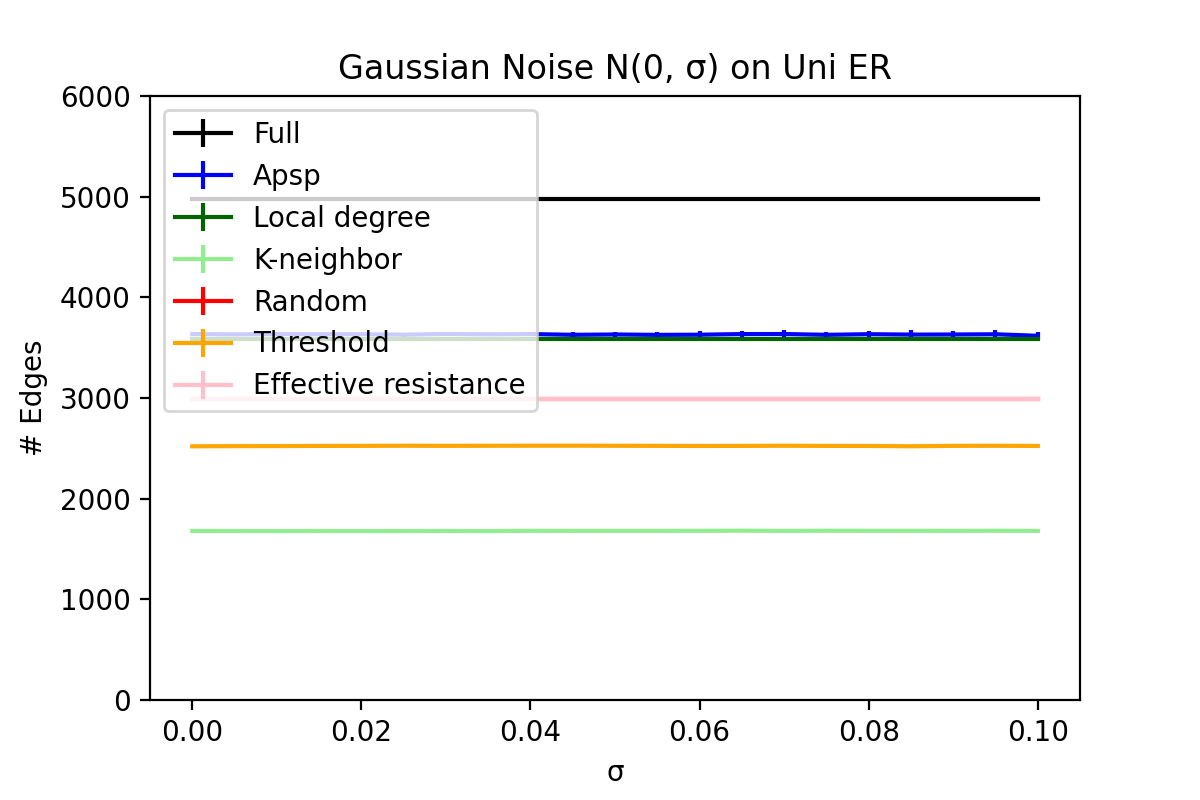 Gaussian Noise N(0, σ) on Uni ER
6000
5000
4000
3000
2000
1000
0
# Edges
Full
Apsp
Local degree
K-neighbor
Random
Threshold
Effective resistance
0.00 0.02 0.04 0.06 0.08 0.10
σ